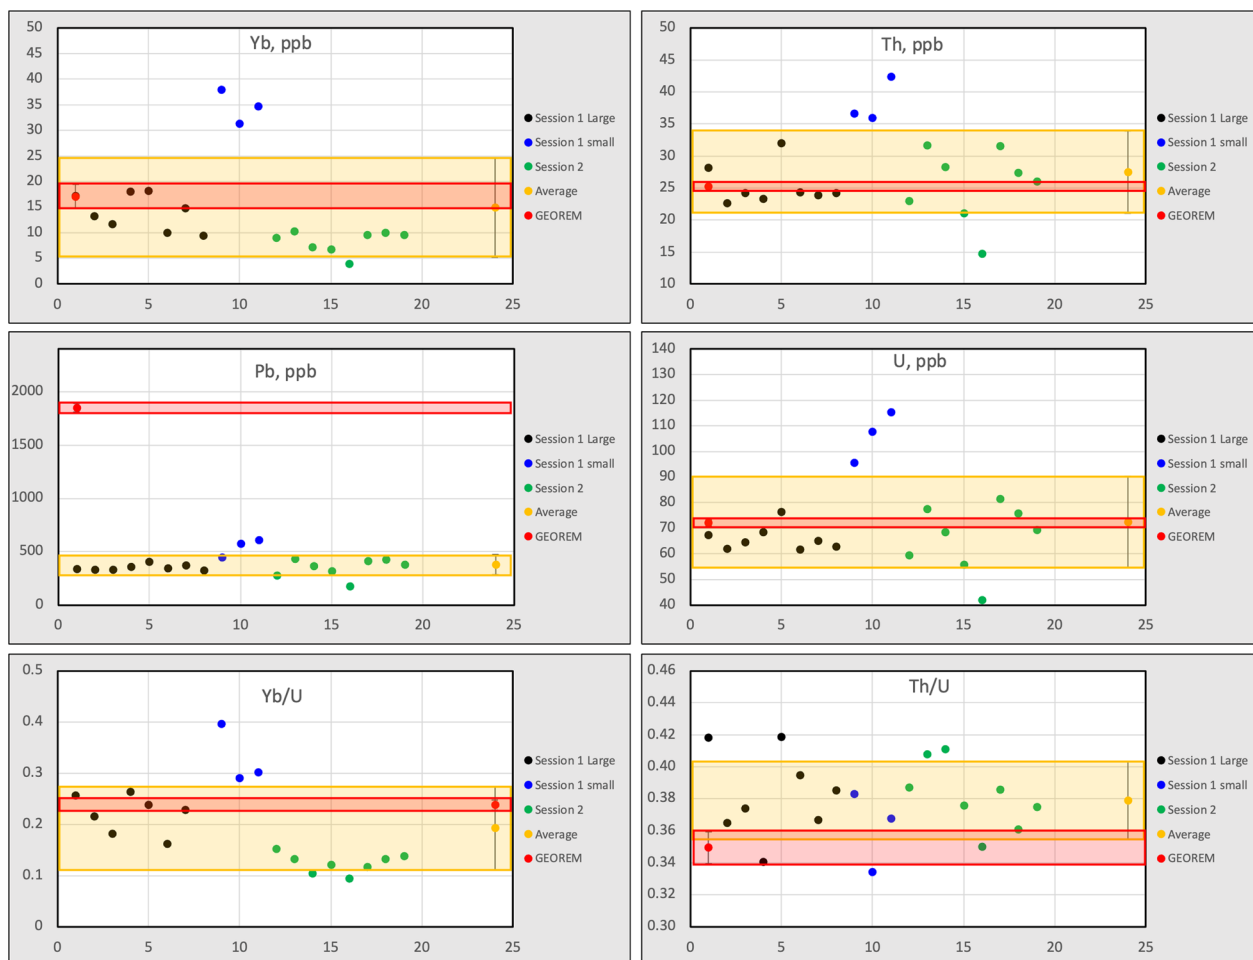 Yb, ppb
50
45
40
35
30
25
20
15
10
5
0
0 5 10 15 20 25
Session 1 Large
Session 1 small
Session 2
Average
GEOREM
Th, ppb
50
45
40
35
30
25
20
15
10
0 5 10 15 20 25
Session 1 Large
Session 1 small
Session 2
Average
GEOREM
Pb, ppb
2000
1500
1000
500
0
0 5 10 15 20 25
Session 1 Large
Session 1 small
Session 2
Average
GEOREM
U, ppb
140
130
120
110
100
90
80
70
60
50
40
0 5 10 15 20 25
Session 1 Large
Session 1 small
Session 2
Average
GEOREM
Yb/U
0.5
0.4
0.3
0.2
0.1
0
0 5 10 15 20 25
Session 1 Large
Session 1 small
Session 2
Average
GEOREM
Th/U
0.46
0.44
0.42
0.40
0.38
0.36
0.34
0.32
0.30
0 5 10 15 20 25
Session 1 Large
Session 1 small
Session 2
Average
GEOREM